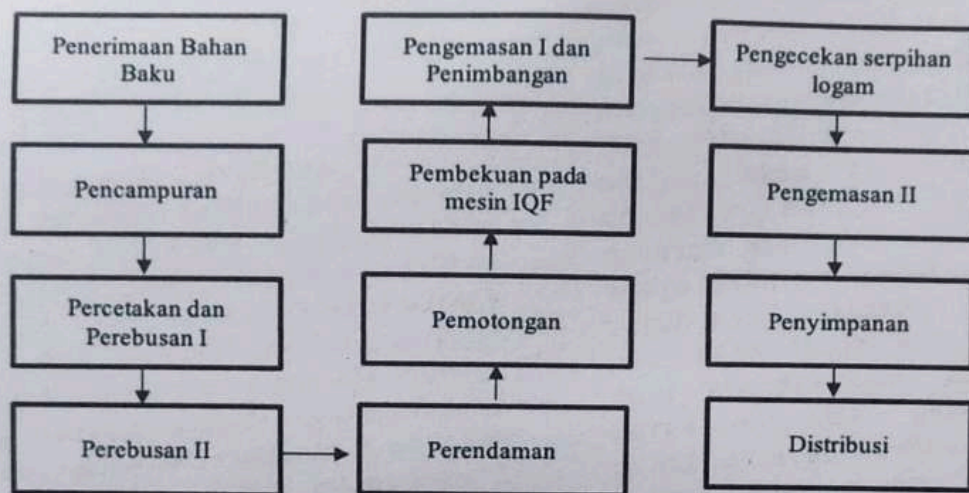 Penerimaan Bahan
Baku
Pencampuran
Percetakan dan
Perebusan I
Perebusan II
Perendaman
Pemotongan
Pembekuan pada
mesin IQF
Pengemasan I dan
Penimbangan
Pengecekan serpihan
logam
Pengemasan II
Penyimpanan
Distribusi